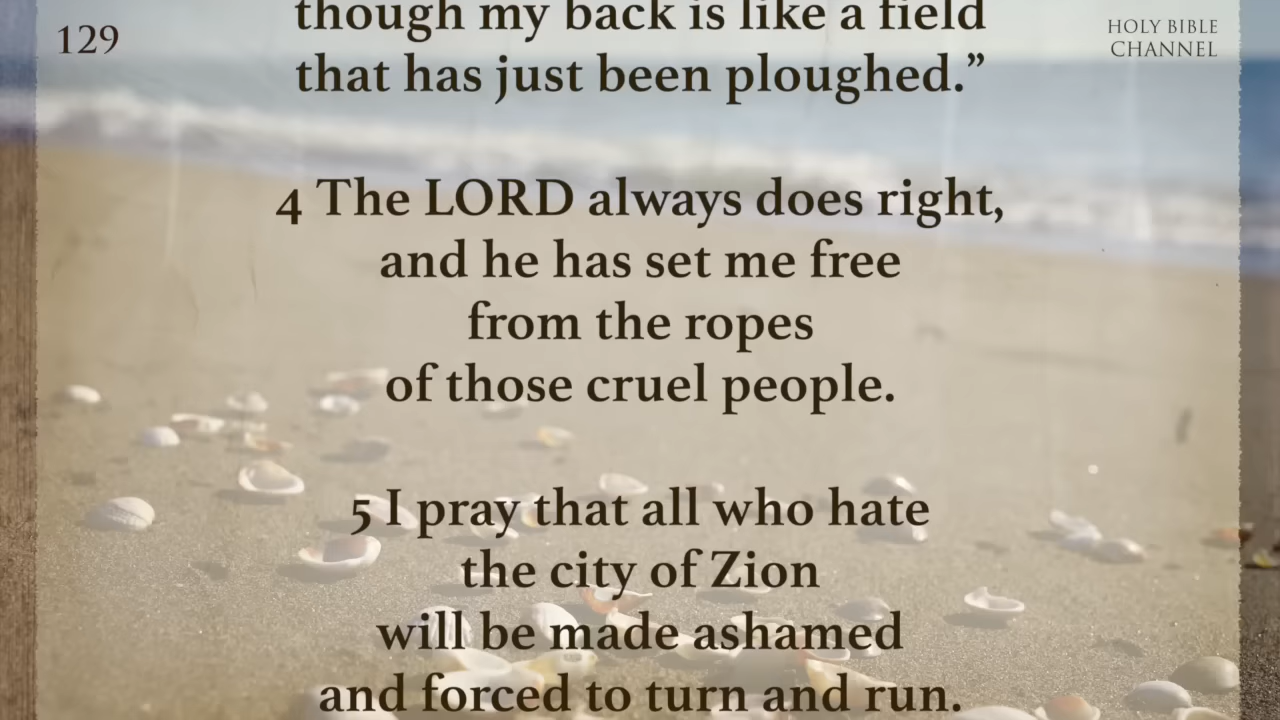 129
HOLY BIBLE
CHANNEL
though my back is like a field
that has just been ploughed.”
4 The LORD always does right,
and he has set me free
from the ropes
of those cruel people.
5 I pray that all who hate
the city of Zion
will be made ashamed
and forced to turn and run.